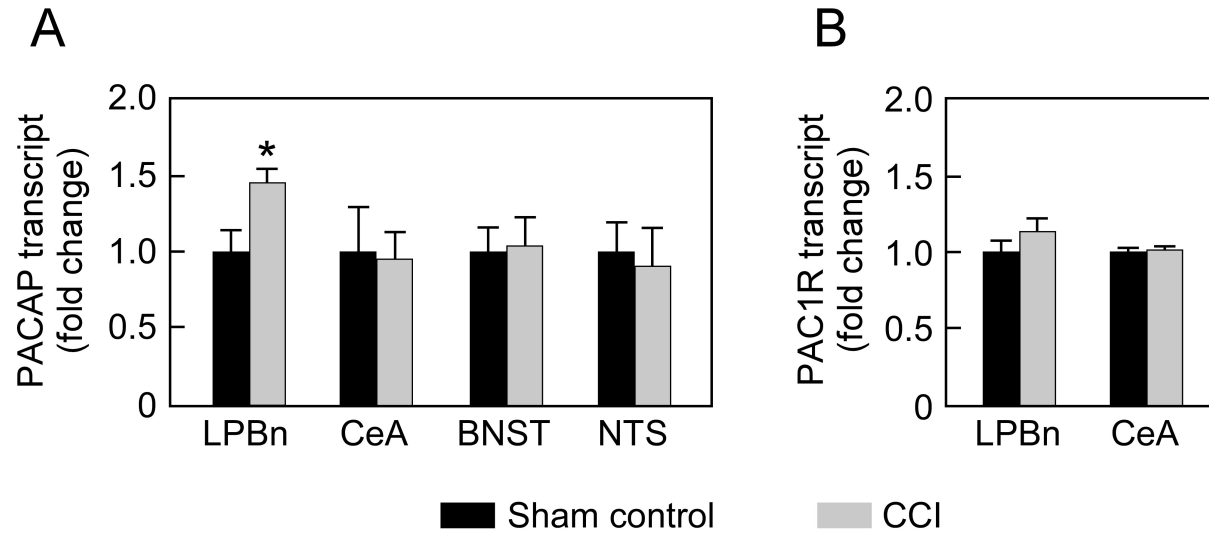 A
PACAP transcript
(fold change)
2.0
1.5
1.0
0.5
0
*
LPBn CeA BNST NTS
B
PAC1R transcript
(fold change)
2.0
1.5
1.0
0.5
0
LPBn CeA
Sham control CCI